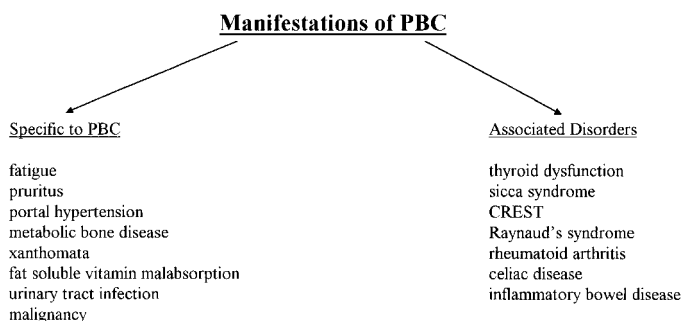 Manifestations of PBC
Specific to PBC
fatigue
pruritus
portal hypertension
metabolic bone disease
xanthomata
fat soluble vitamin malabsorption
urinary tract infection
malignancy
Associated Disorders
thyroid dysfunction
sicca syndrome
CREST
Raynaud's syndrome
rheumatoid arthritis
celiac disease
inflammatory bowel disease